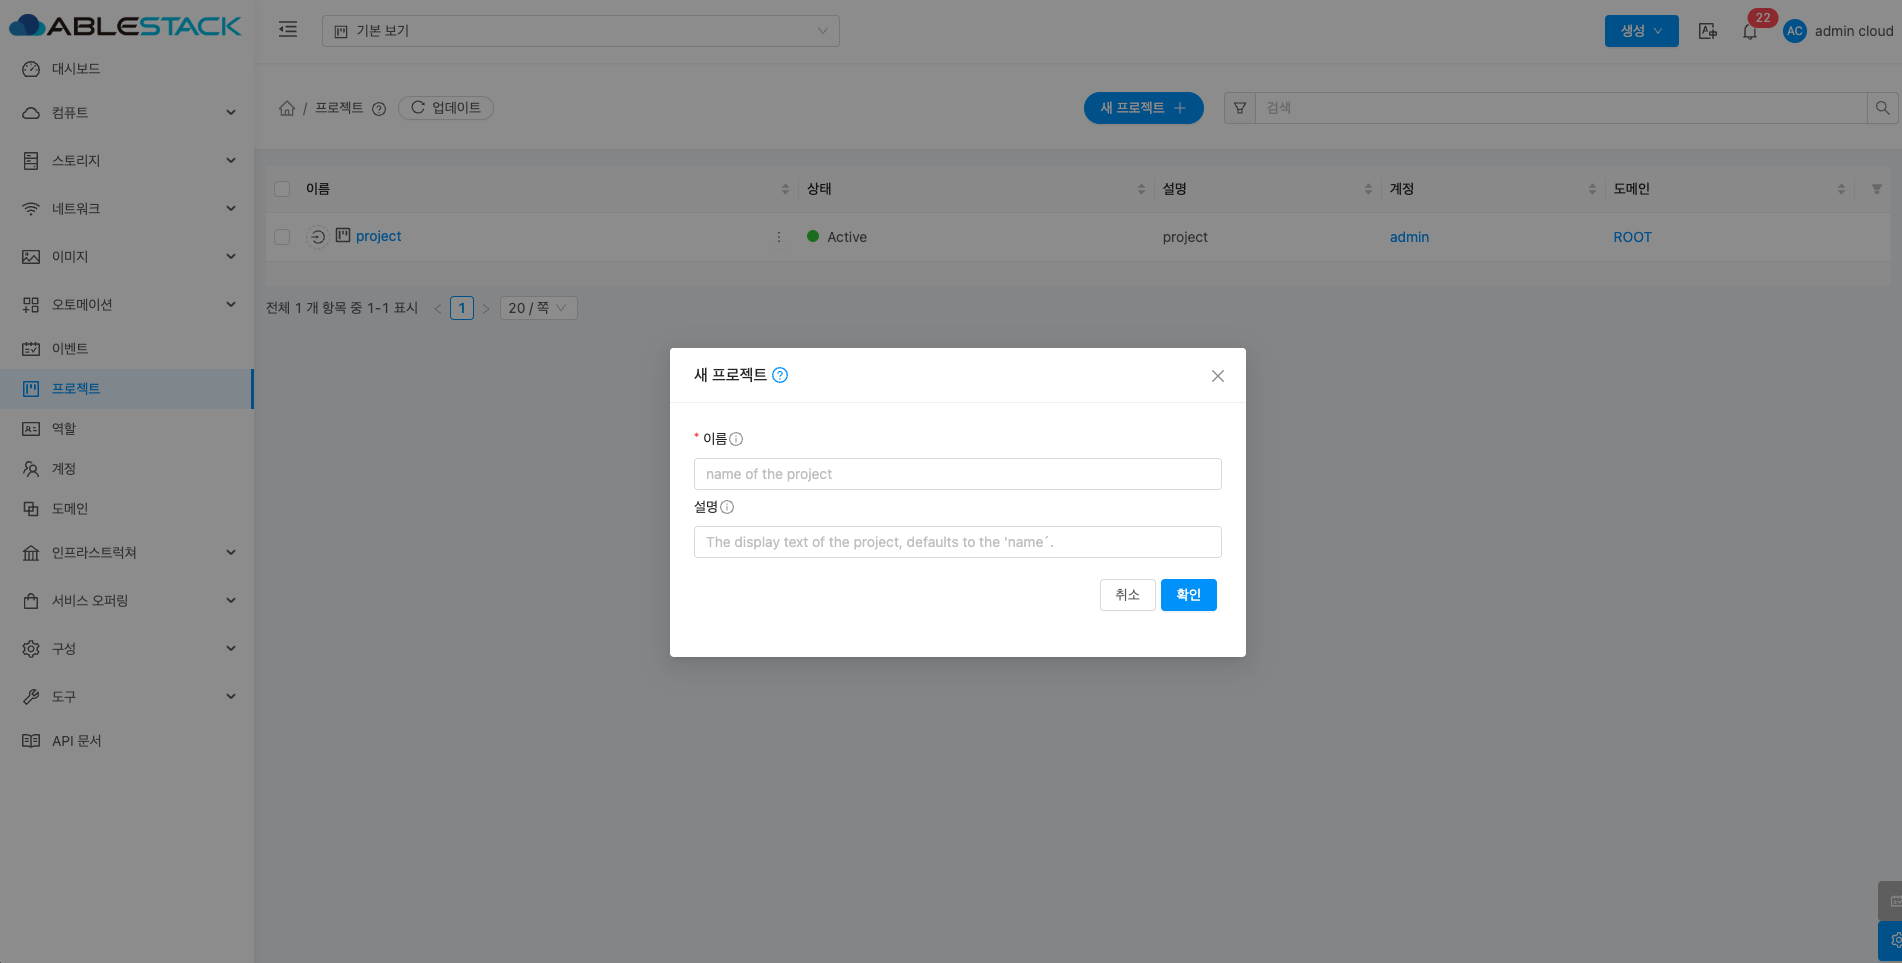 ABLESTACK
기본 보기
생성
22
AC
admin cloud
대시보드
컴퓨트
스토리지
네트워크
이미지
오토메이션
이벤트
프로젝트
역할
계정
도메인
인프라스트럭쳐
서비스 오퍼링
구성
도구
API 문서
/ 프로젝트
업데이트
새 프로젝트
검색
이름
상태
설명
계정
도메인
project
Active
project
admin
ROOT
전체 1 개 항목 중 1-1 표시
1
20 / 쪽
새 프로젝트
* 이름
name of the project
설명
The display text of the project, defaults to the 'name´.
취소
확인